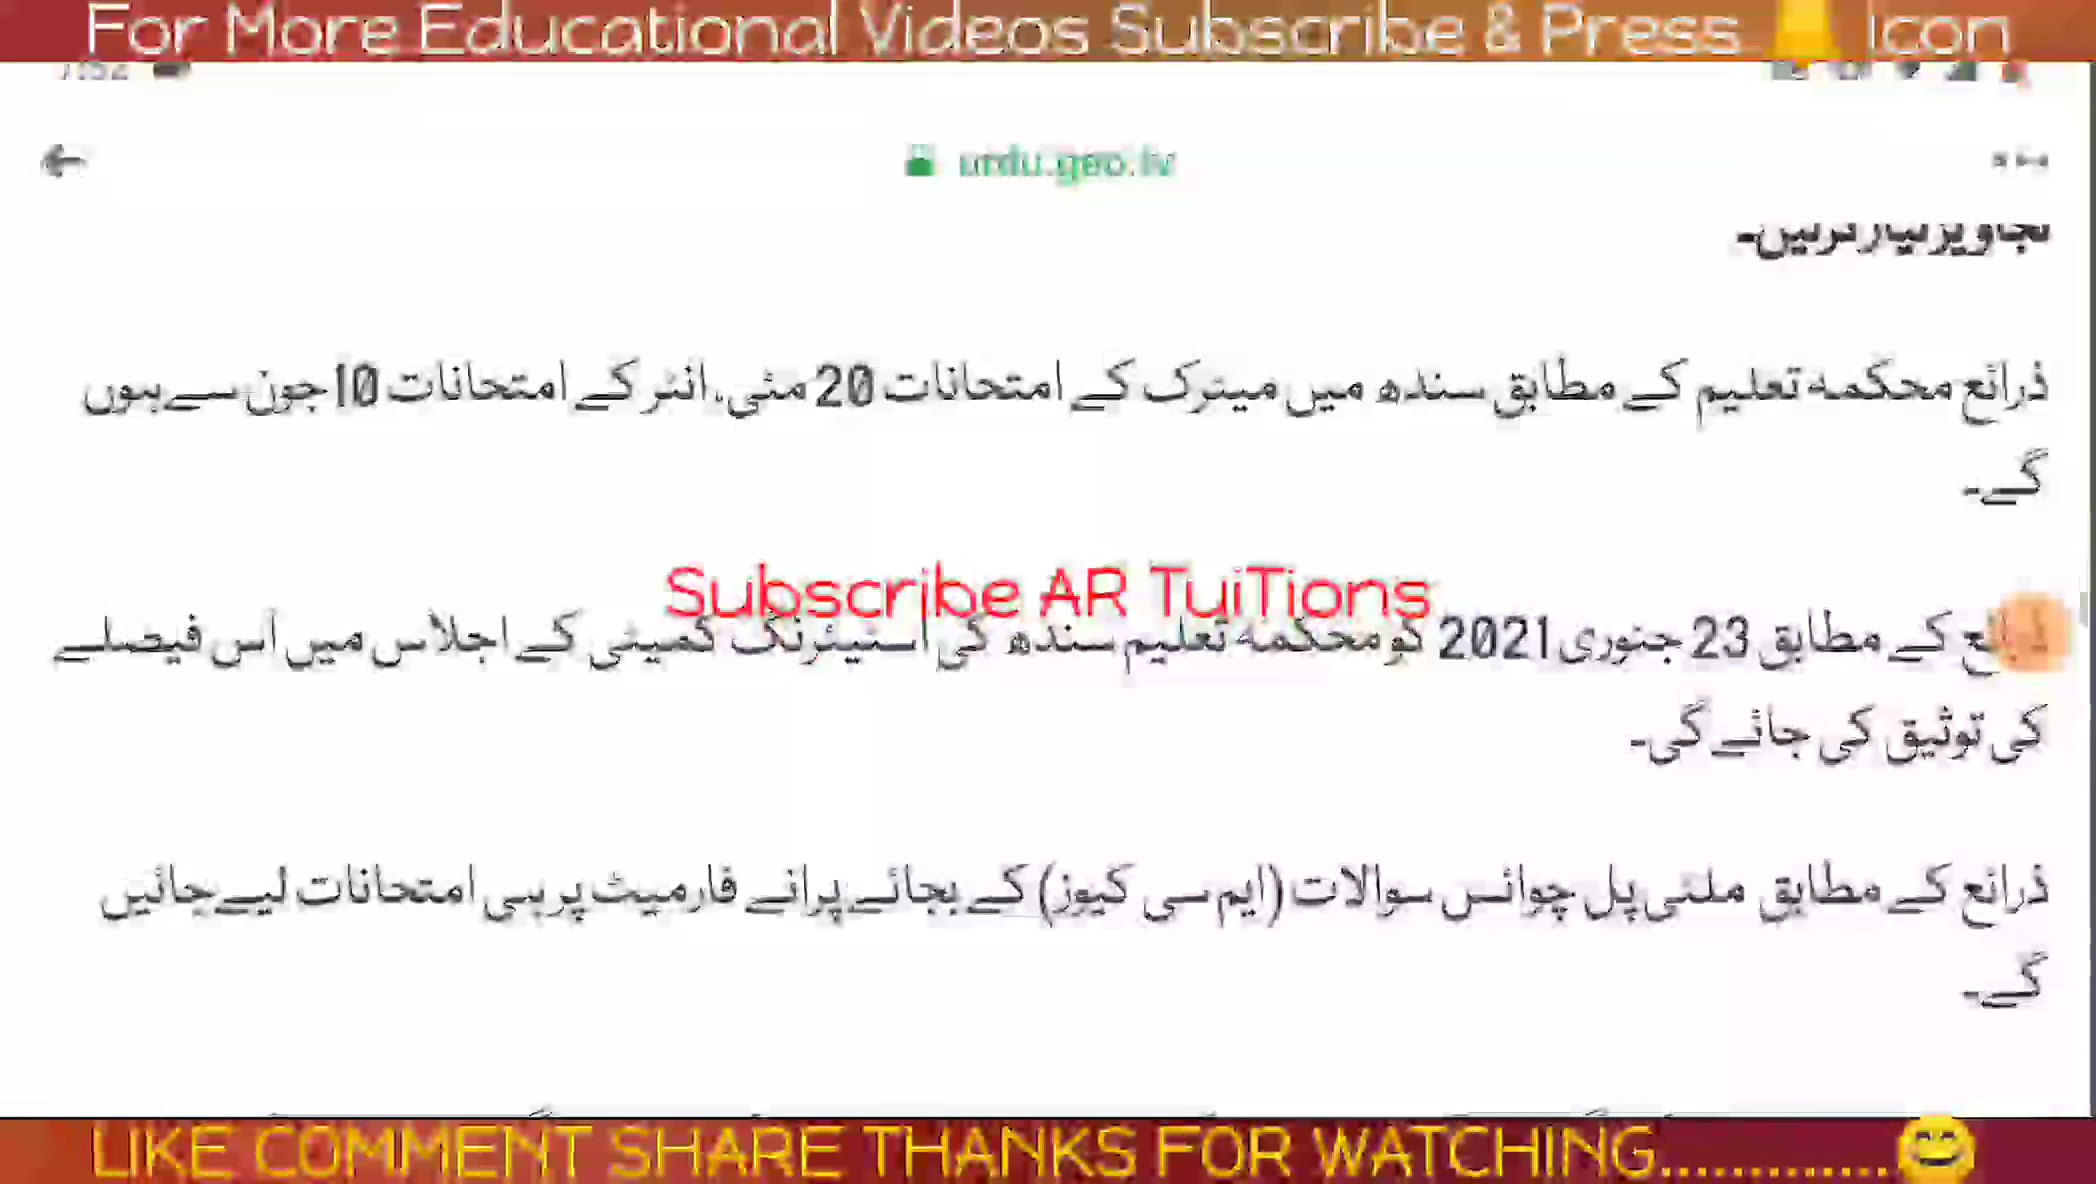 For More Educational Videos Subscribe & Press 🔔 Icon
7:52
urdu.geo.tv
تجاویز تیار کرلیں۔
ذرائع محکمہ تعلیم کے مطابق سندھ میں میٹرک کے امتحانات 20 مئی، انٹر کے امتحانات 10 جون سے ہوں
گے۔
Subscribe AR TuiTions
ذرائع کے مطابق 23 جنوری 2021 کو محکمہ تعلیم سندھ کی اسٹیئرنگ کمیٹی کے اجلاس میں اس فیصلے
کی توثیق کی جائے گی۔
ذرائع کے مطابق ملٹی پل چوائس سوالات (ایم سی کیوز) کے بجائے پرانے فارمیٹ پر ہی امتحانات لیے جائیں
گے۔
LIKE COMMENT SHARE THANKS FOR WATCHING.............😄